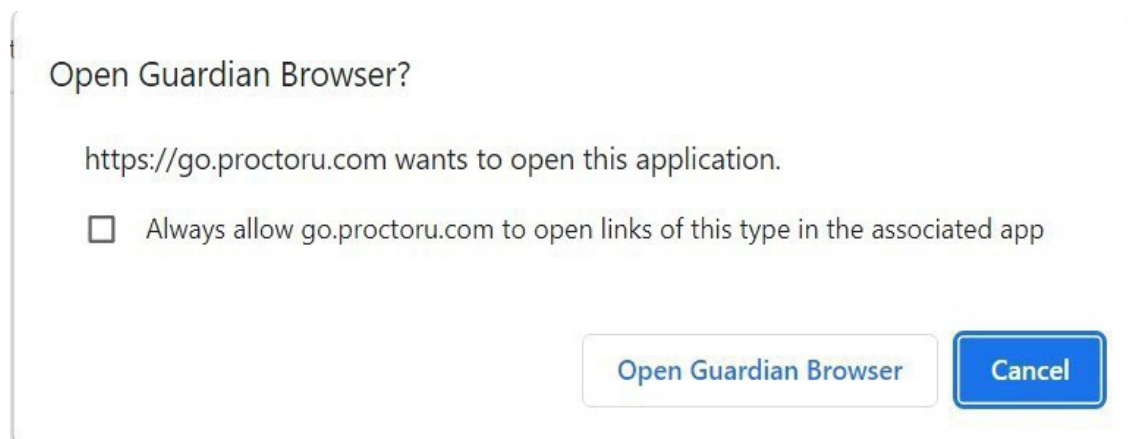 Open Guardian Browser?
https://go.proctoru.com wants to open this application.
Always allow go.proctoru.com to open links of this type in the associated app
Open Guardian Browser
Cancel